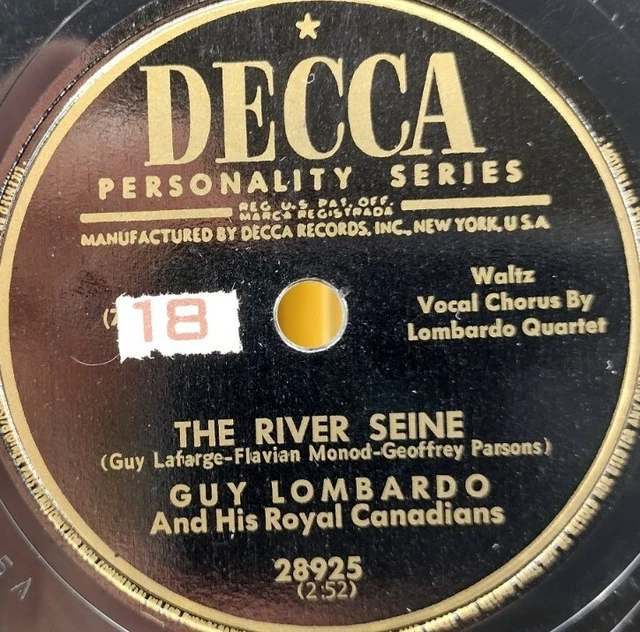 DECCA
PERSONALITY SERIES
REG. U.S. PAT. OFF.
MARCA REGISTRADA
MANUFACTURED BY DECCA RECORDS, INC., NEW YORK, U S A
Waltz
Vocal Chorus By
Lombardo Quartet
(7
18
THE RIVER SEINE
(Guy Lafarge-Flavian Monod-Geoffrey Parsons)
GUY LOMBARDO
And His Royal Canadians
28925
(2:52)
5 A